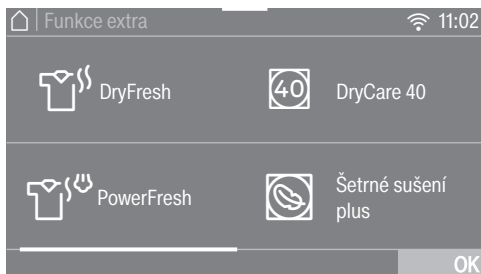 Funkce extra
11:02
DryFresh
40
DryCare 40
PowerFresh
Šetrné sušení
plus
OK